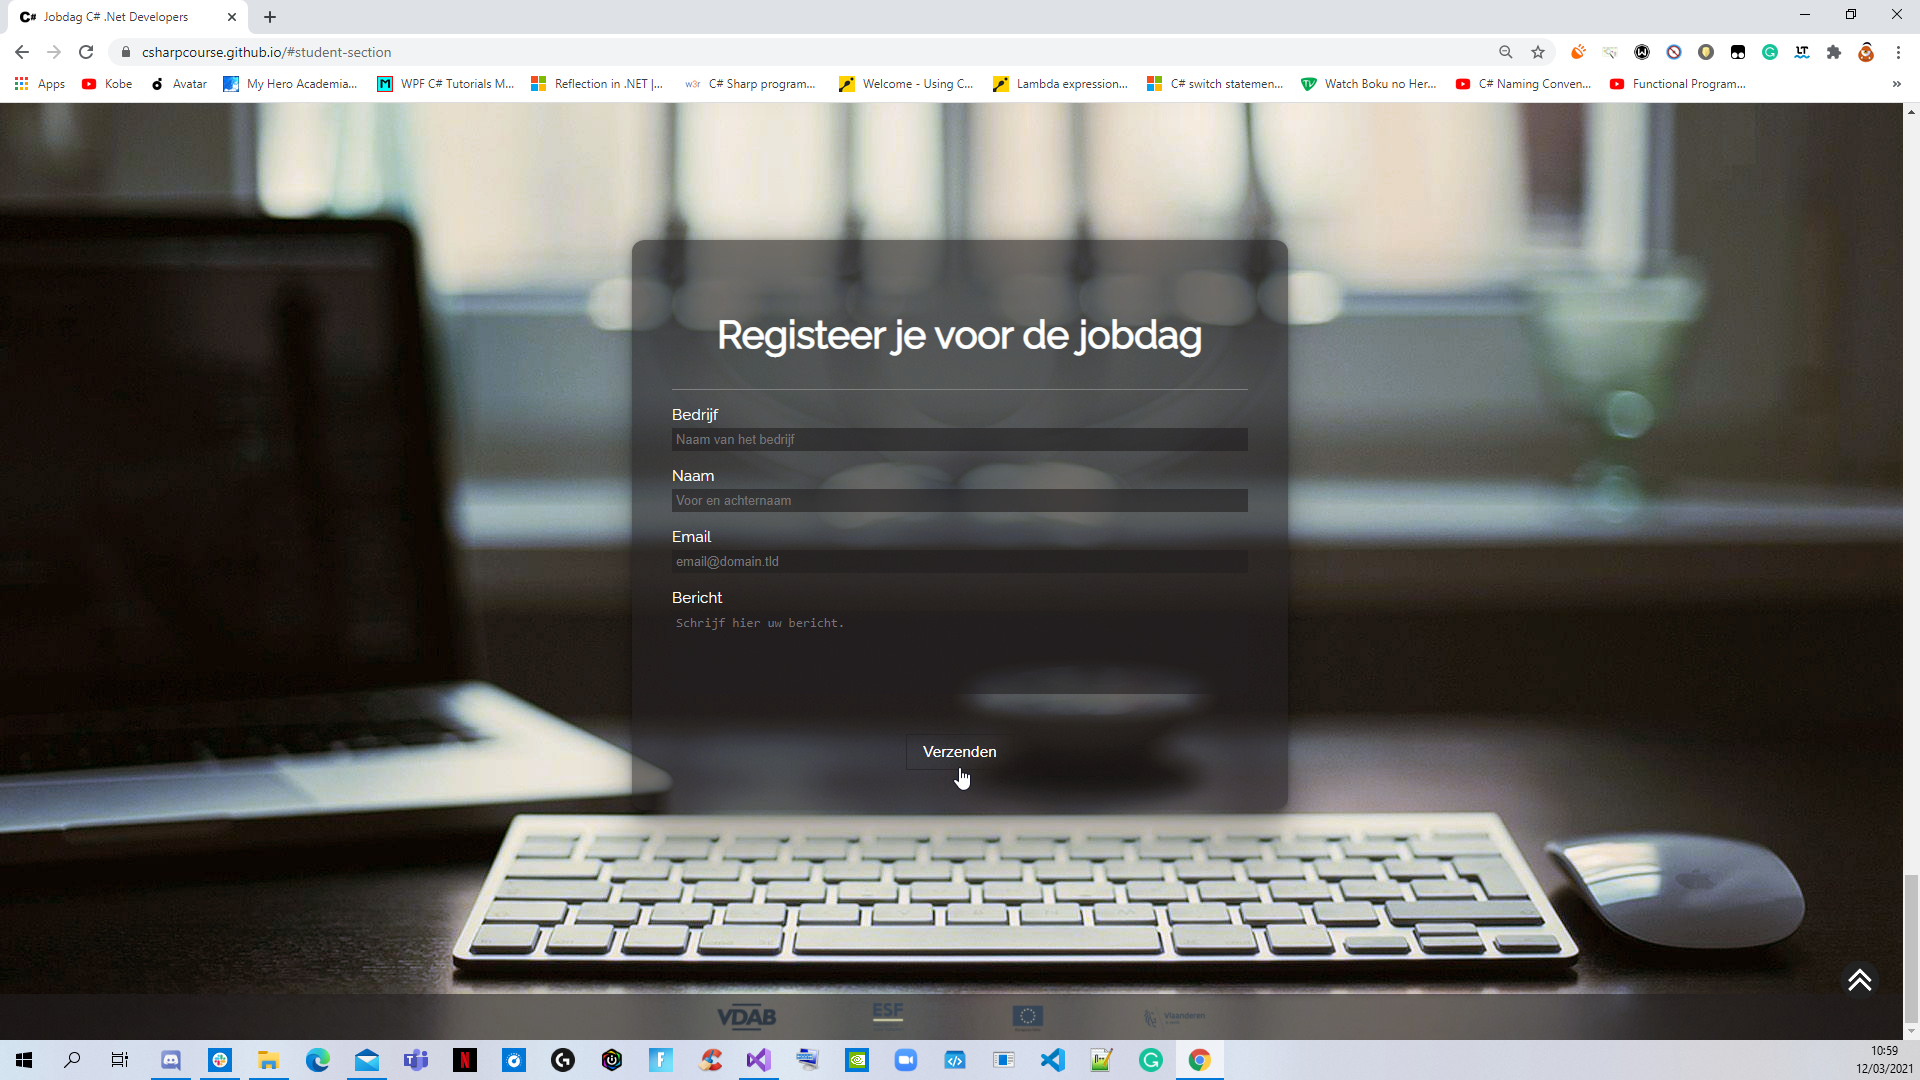 C# Jobdag C# .Net Developers
csharpcourse.github.io/#student-section
Apps Kobe Avatar My Hero Academia... WPF C# Tutorials M... Reflection in .NET |... w3r C# Sharp program... Welcome - Using C... Lambda expression... C# switch statemen... Watch Boku no Her... C# Naming Conven... Functional Program... »
Registeer je voor de jobdag
Bedrijf
Naam van het bedrijf
Naam
Voor en achternaam
Email
email@domain.tld
Bericht
Schrijf hier uw bericht.
Verzenden
VDAB ESF Vlaanderen
10:59
12/03/2021